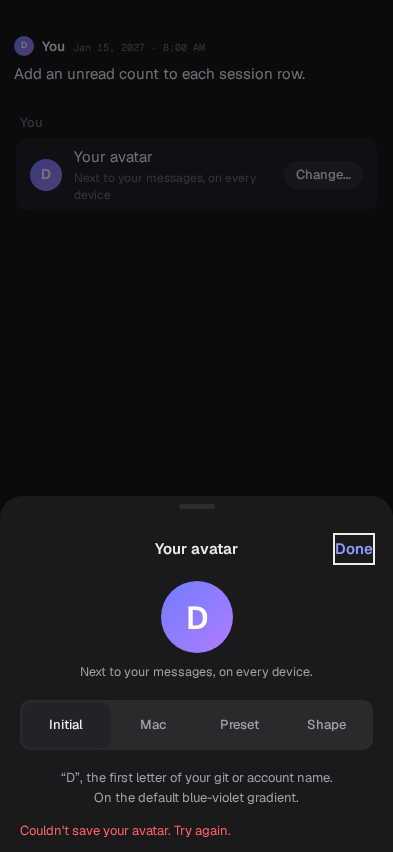 D You Jan 15, 2027 · 8:00 AM
Add an unread count to each session row.
You
D
Your avatar
Next to your messages, on every
device
Change…
Your avatar
Done
D
Next to your messages, on every device.
Initial Mac Preset Shape
“D”, the first letter of your git or account name.
On the default blue-violet gradient.
Couldn't save your avatar. Try again.